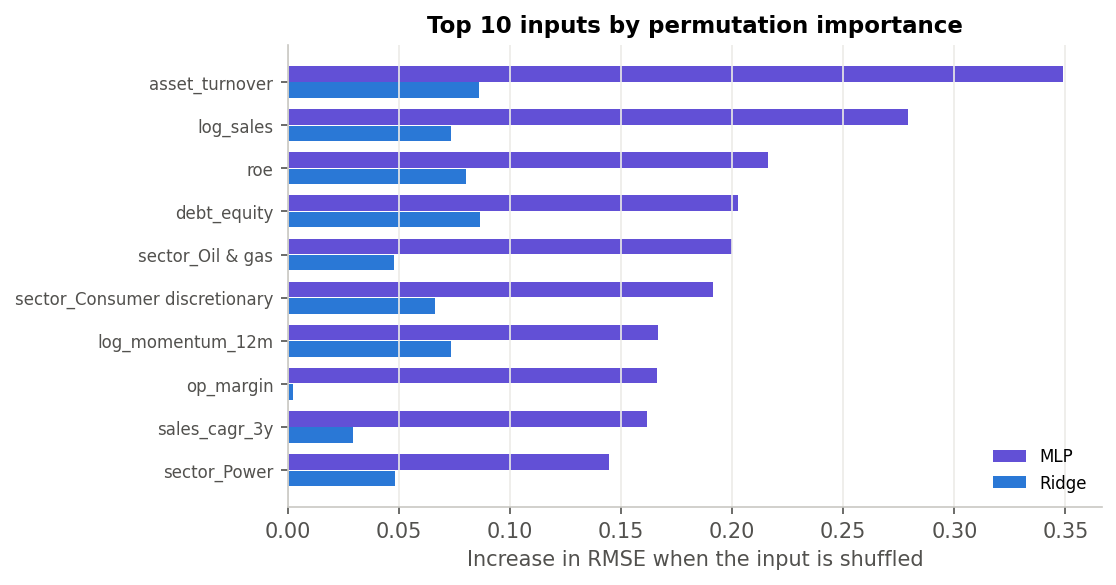 Top 10 inputs by permutation importance
asset_turnover
log_sales
roe
debt_equity
sector_Oil & gas
sector_Consumer discretionary
log_momentum_12m
op_margin
sales_cagr_3y
sector_Power
MLP
Ridge
0.00 0.05 0.10 0.15 0.20 0.25 0.30 0.35
Increase in RMSE when the input is shuffled